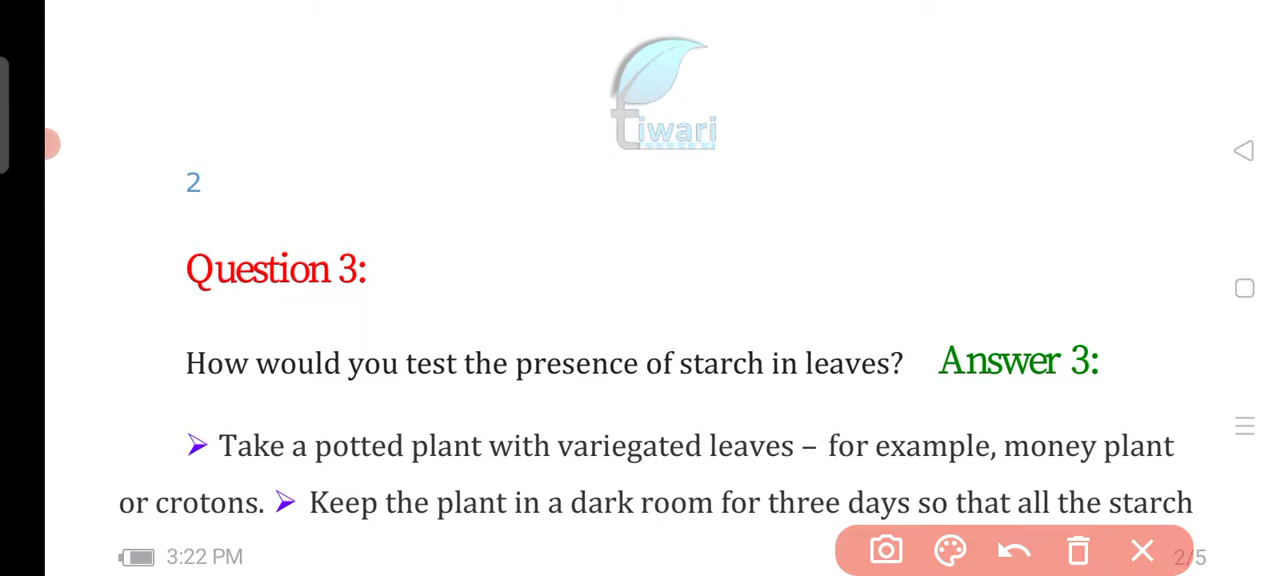 tiwari
2
Question 3:
How would you test the presence of starch in leaves? Answer 3:
➢ Take a potted plant with variegated leaves – for example, money plant
or crotons. ➢ Keep the plant in a dark room for three days so that all the starch
3:22 PM
2/5